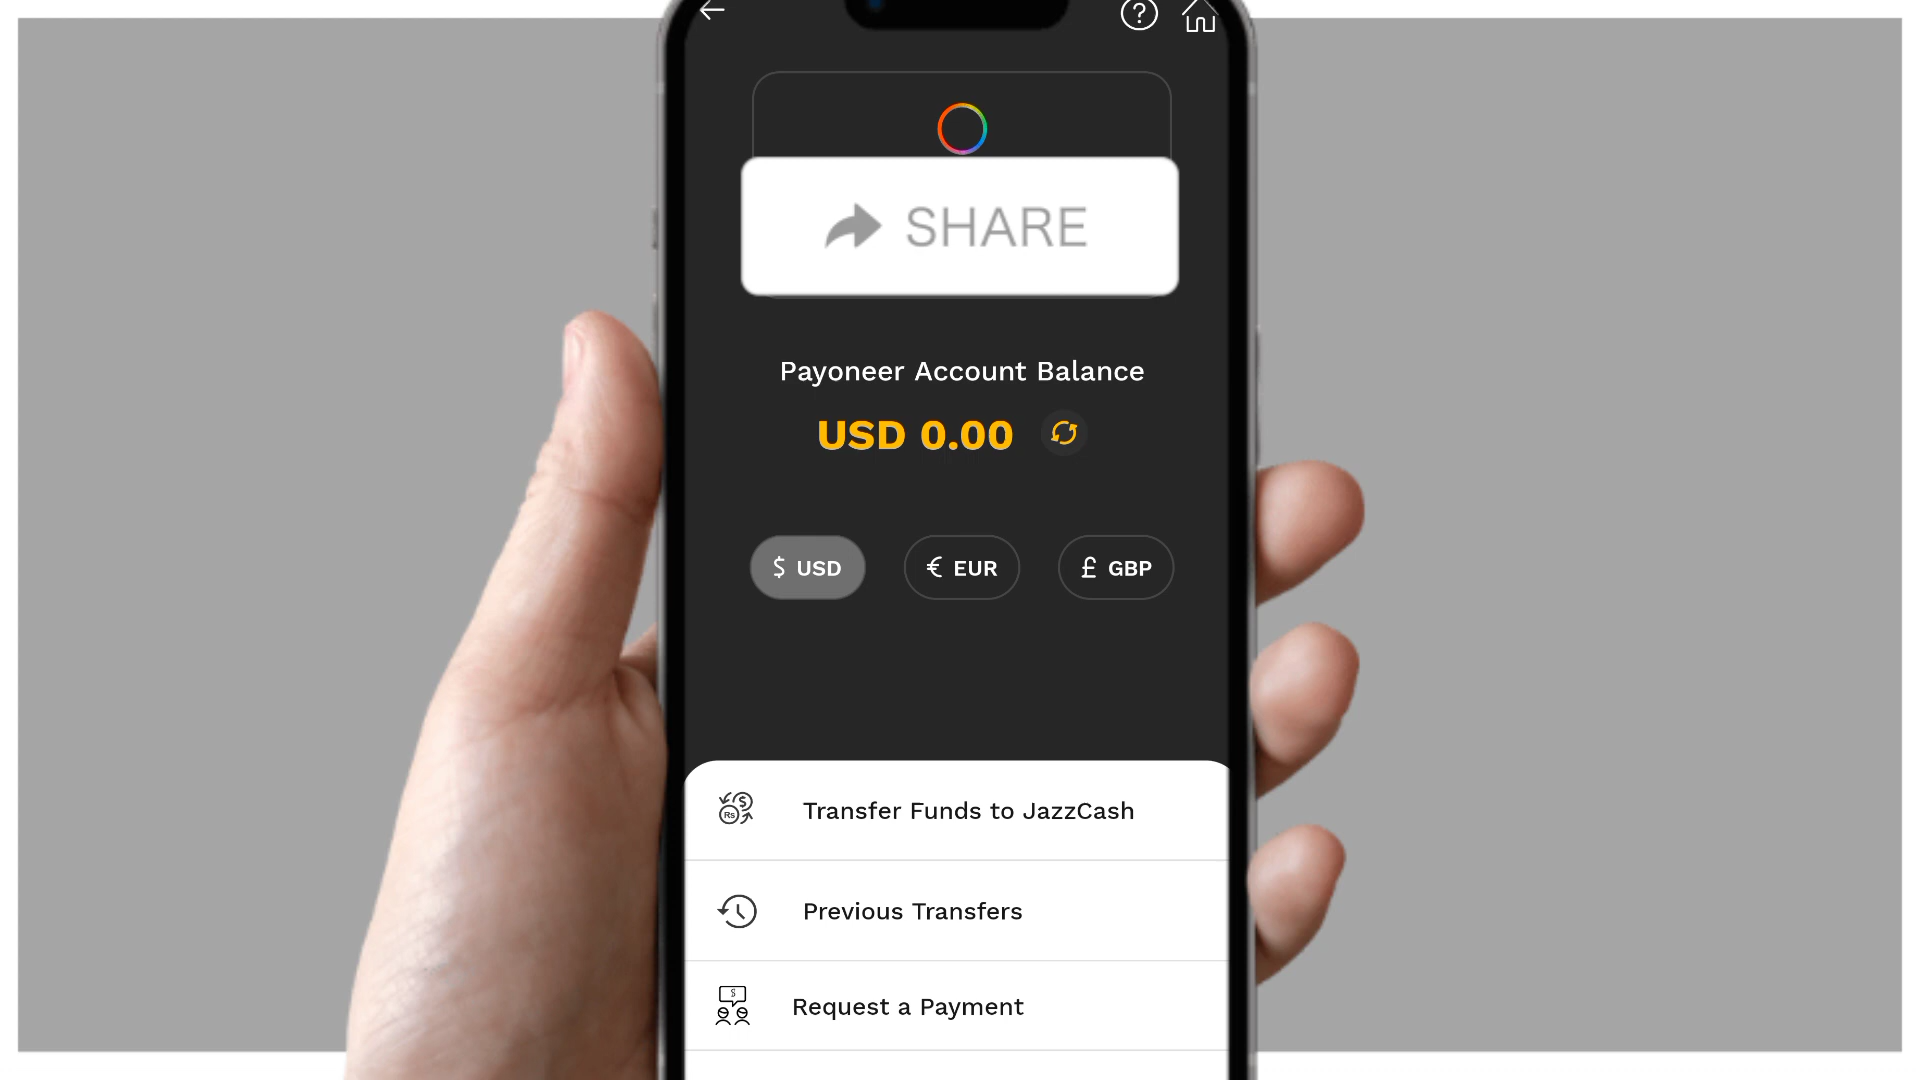 SHARE
Payoneer Account Balance
USD 0.00
$ USD
€ EUR
£ GBP
Transfer Funds to JazzCash
Previous Transfers
Request a Payment